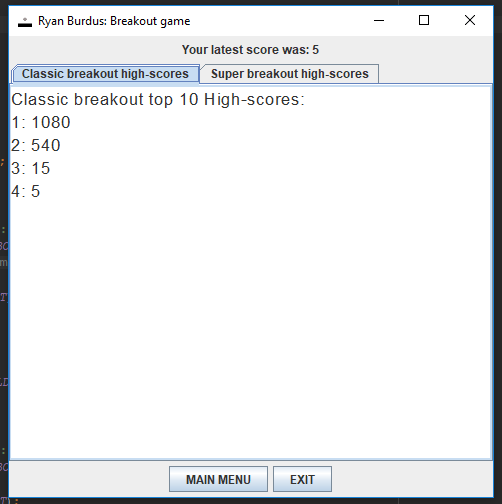 Ryan Burdus: Breakout game
Your latest score was: 5
Classic breakout high-scores
Super breakout high-scores
Classic breakout top 10 High-scores:
1: 1080
2: 540
3: 15
4: 5
MAIN MENU
EXIT